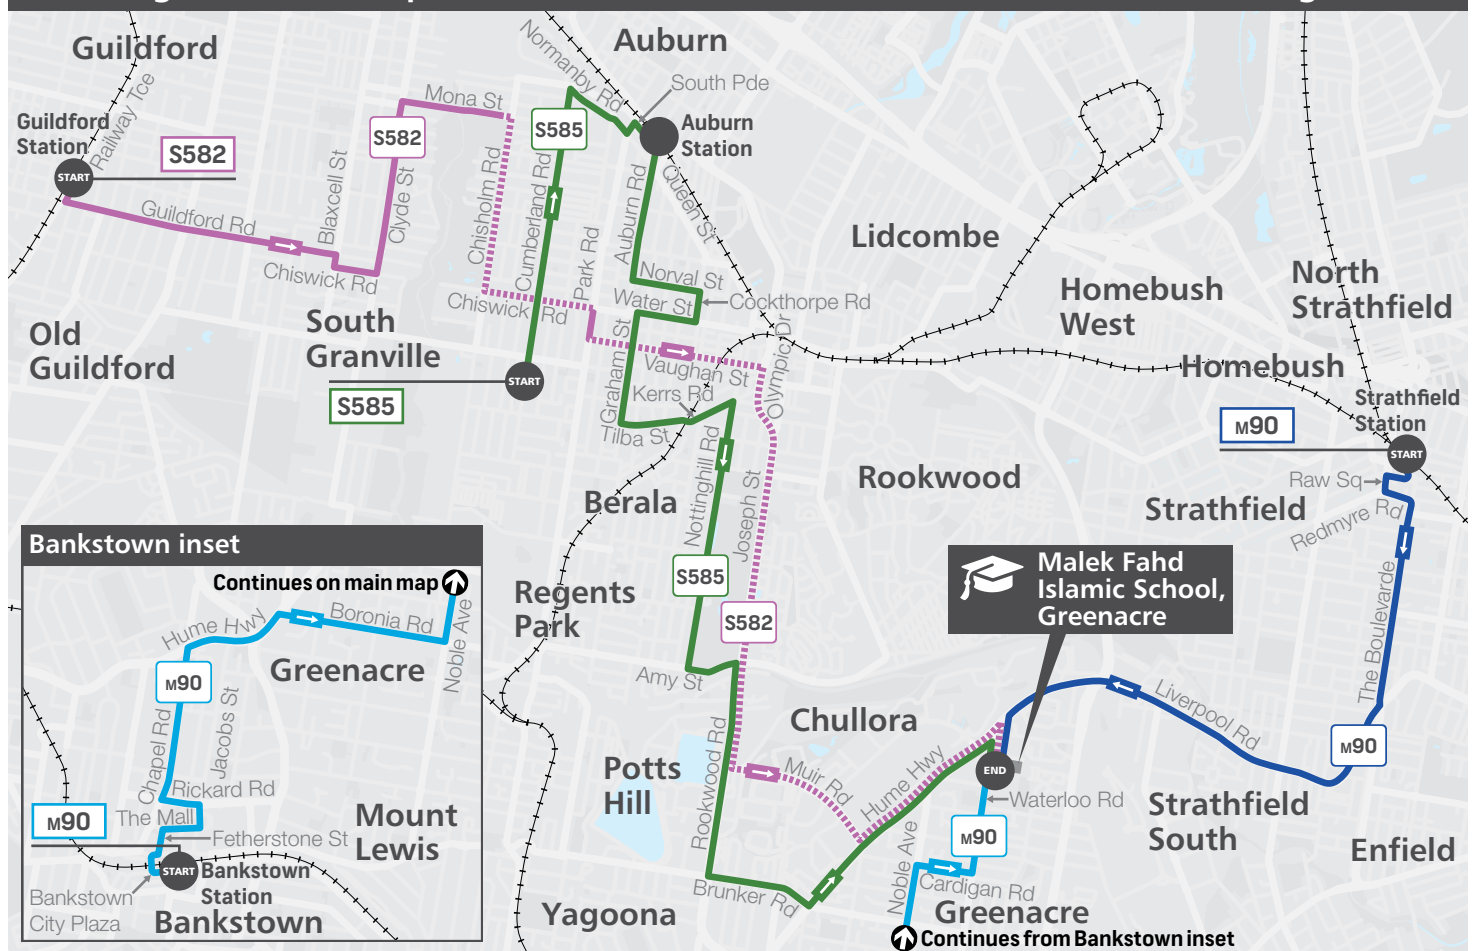 Guildford
Auburn
Normanby Rd
South Pde
Railway Tce
Mona St
Guildford
Station
S582
START
S582
S585
Auburn
Station
Blaxcell St
Clyde St
Chisholm Rd
Cumberland Rd
Park Rd
Auburn Rd
Queen St
Guildford Rd
Chiswick Rd
Lidcombe
Norval St
Water St
Cockthorpe Rd
Homebush
West
North
Strathfield
Old
Guildford
South
Granville
Chiswick Rd
Graham St
Vaughan St
Olympic Dr
Homebush
START
S585
Kerrs Rd
Tilba St
Strathfield
Station
M90
START
Nottinghill Rd
Joseph St
Rookwood
Raw Sq
Berala
Strathfield
Redmyre Rd
Bankstown inset
Continues on main map
Hume Hwy
Boronia Rd
Noble Ave
Greenacre
M90
Chapel Rd
Jacobs St
Rickard Rd
The Mall
M90
Mount
Lewis
Fetherstone St
START
Bankstown
Station
Bankstown
City Plaza
Bankstown
Regents
Park
S585
S582
Malek Fahd
Islamic School,
Greenacre
The Boulevarde
Amy St
Chullora
Liverpool Rd
M90
Potts
Hill
Rookwood Rd
Muir Rd
Hume Hwy
END
Waterloo Rd
Strathfield
South
M90
Noble Ave
Enfield
Brunker Rd
Cardigan Rd
Yagoona
Greenacre
Continues from Bankstown inset